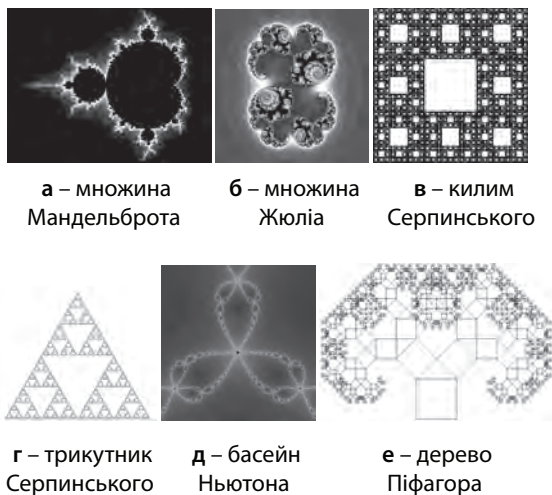 а – множина
Мандельброта
б – множина
Жюліа
в – килим
Серпинського
г – трикутник
Серпинського
д – басейн
Ньютона
е – дерево
Піфагора